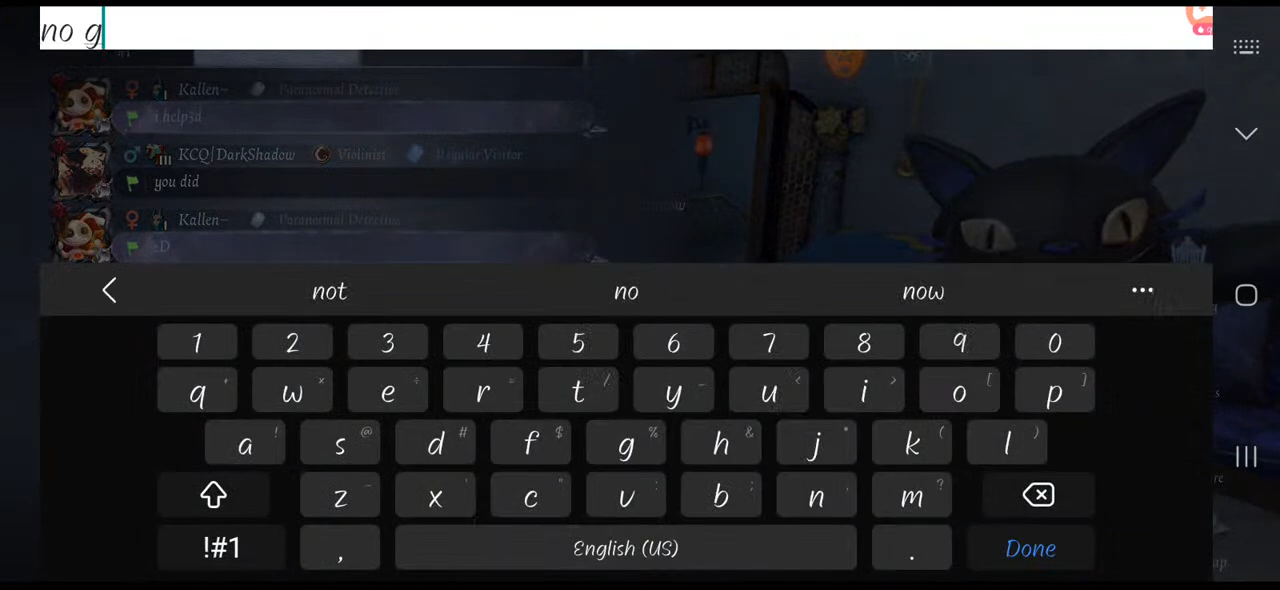 no g
Kallen~ Paranormal Detective
i help3d
KCQ|DarkShadow Violinist Regular Visitor
you did
Kallen~ Paranormal Detective
:D
not no now •••
1 2 3 4 5 6 7 8 9 0
q w e r t y u i o p
a ! s @ d # f $ g % h & j * k ( l )
z x c v b n m ?
!#1 , English (US) . Done